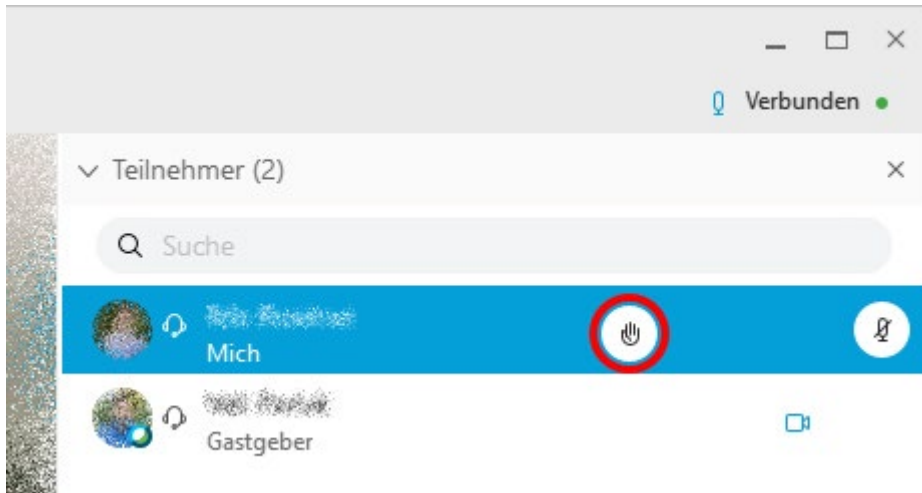 Verbunden
Teilnehmer (2)
Suche
Mich
Gastgeber